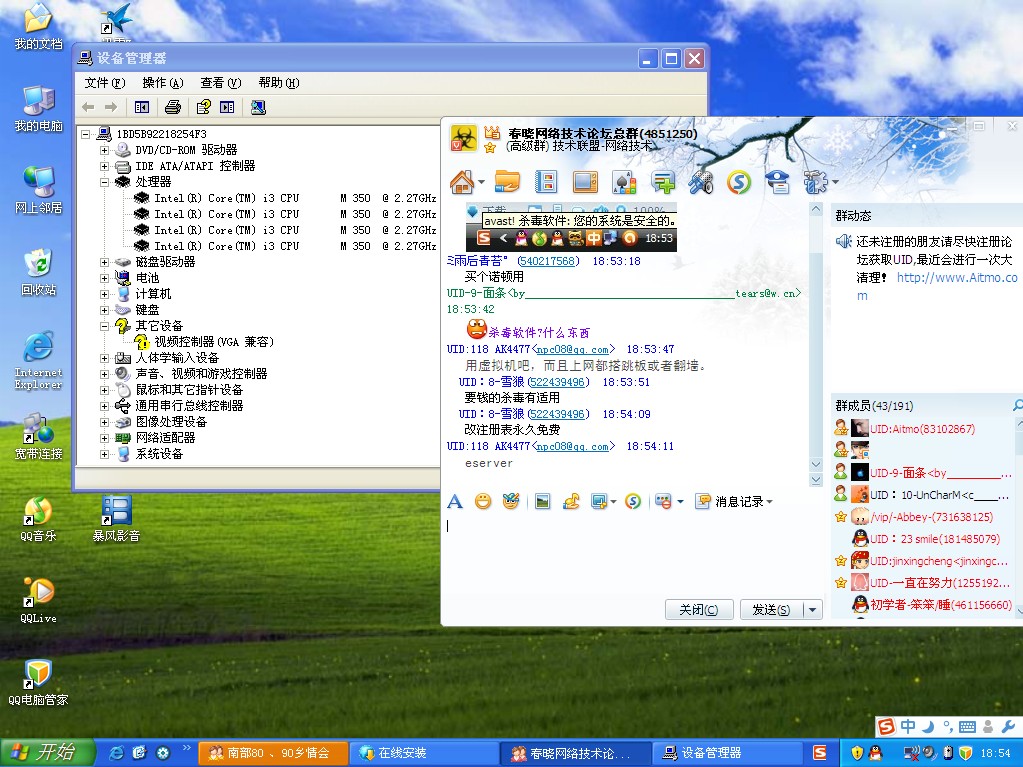 我的文档
我的电脑
网上邻居
回收站
Internet
Explorer
宽带连接
QQ音乐
暴风影音
QQLive
QQ电脑管家
设备管理器
文件(F) 操作(A) 查看(V) 帮助(H)
1BD5B92218254F3
DVD/CD-ROM 驱动器
IDE ATA/ATAPI 控制器
处理器
Intel(R) Core(TM) i3 CPU M 350 @ 2.27GHz
Intel(R) Core(TM) i3 CPU M 350 @ 2.27GHz
Intel(R) Core(TM) i3 CPU M 350 @ 2.27GHz
Intel(R) Core(TM) i3 CPU M 350 @ 2.27GHz
磁盘驱动器
电池
计算机
键盘
其它设备
视频控制器(VGA 兼容)
人体学输入设备
声音、视频和游戏控制器
鼠标和其它指针设备
通用串行总线控制器
图像处理设备
网络适配器
系统设备
春晓网络技术论坛总群(4851250)
(高级群) 技术联盟-网络技术
avast! 杀毒软件: 您的系统是安全的。
中
18:53
ミ雨后青苔°(540217568) 18:53:18
买个诺顿用
UID-9-面条<by______________________________tears@w.cn>
18:53:42
杀毒软件?什么东西
UID:118 AK4477<npc08@qq.com> 18:53:47
用虚拟机吧，而且上网都搭跳板或者翻墙。
UID：8-雪狼(522439496) 18:53:51
要钱的杀毒有适用
UID：8-雪狼(522439496) 18:54:09
改注册表永久免费
UID:118 AK4477<npc08@qq.com> 18:54:11
eserver
消息记录
关闭(C) 发送(S)
群动态
还未注册的朋友请尽快注册论
坛获取UID,最近会进行一次大
清理！ http://www.Aitmo.co
m
群成员(43/191)
UID:Aitmo(83102867)
UID-9-面条<by_________...
UID：10-UnCharM<c____...
/vip/-Abbey-(731638125)
UID：23 smile(181485079)
UID:jinxingcheng<jinxingc...
UID-一直在努力(1255192...
初学者-笨笨/睡(461156660)
中
开始
南部80 、90乡情会
在线安装
春晓网络技术论...
设备管理器
18:54